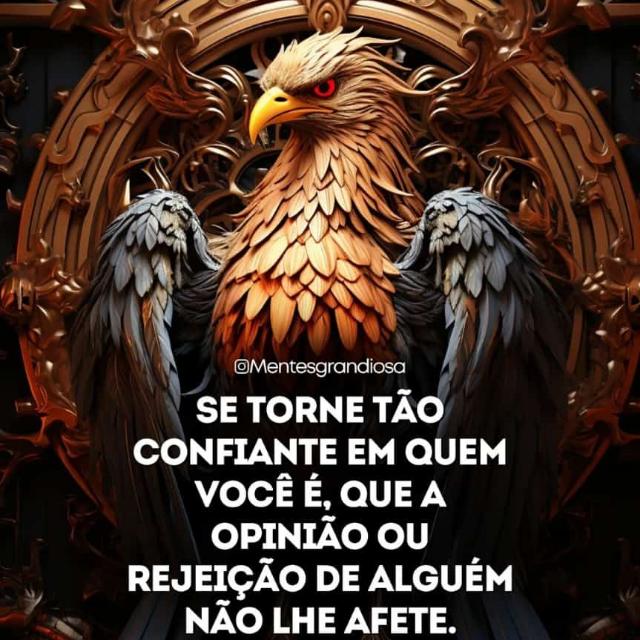 @Mentesgrandiosa
SE TORNE TÃO
CONFIANTE EM QUEM
VOCÊ É, QUE A
OPINIÃO OU
REJEIÇÃO DE ALGUÉM
NÃO LHE AFETE.